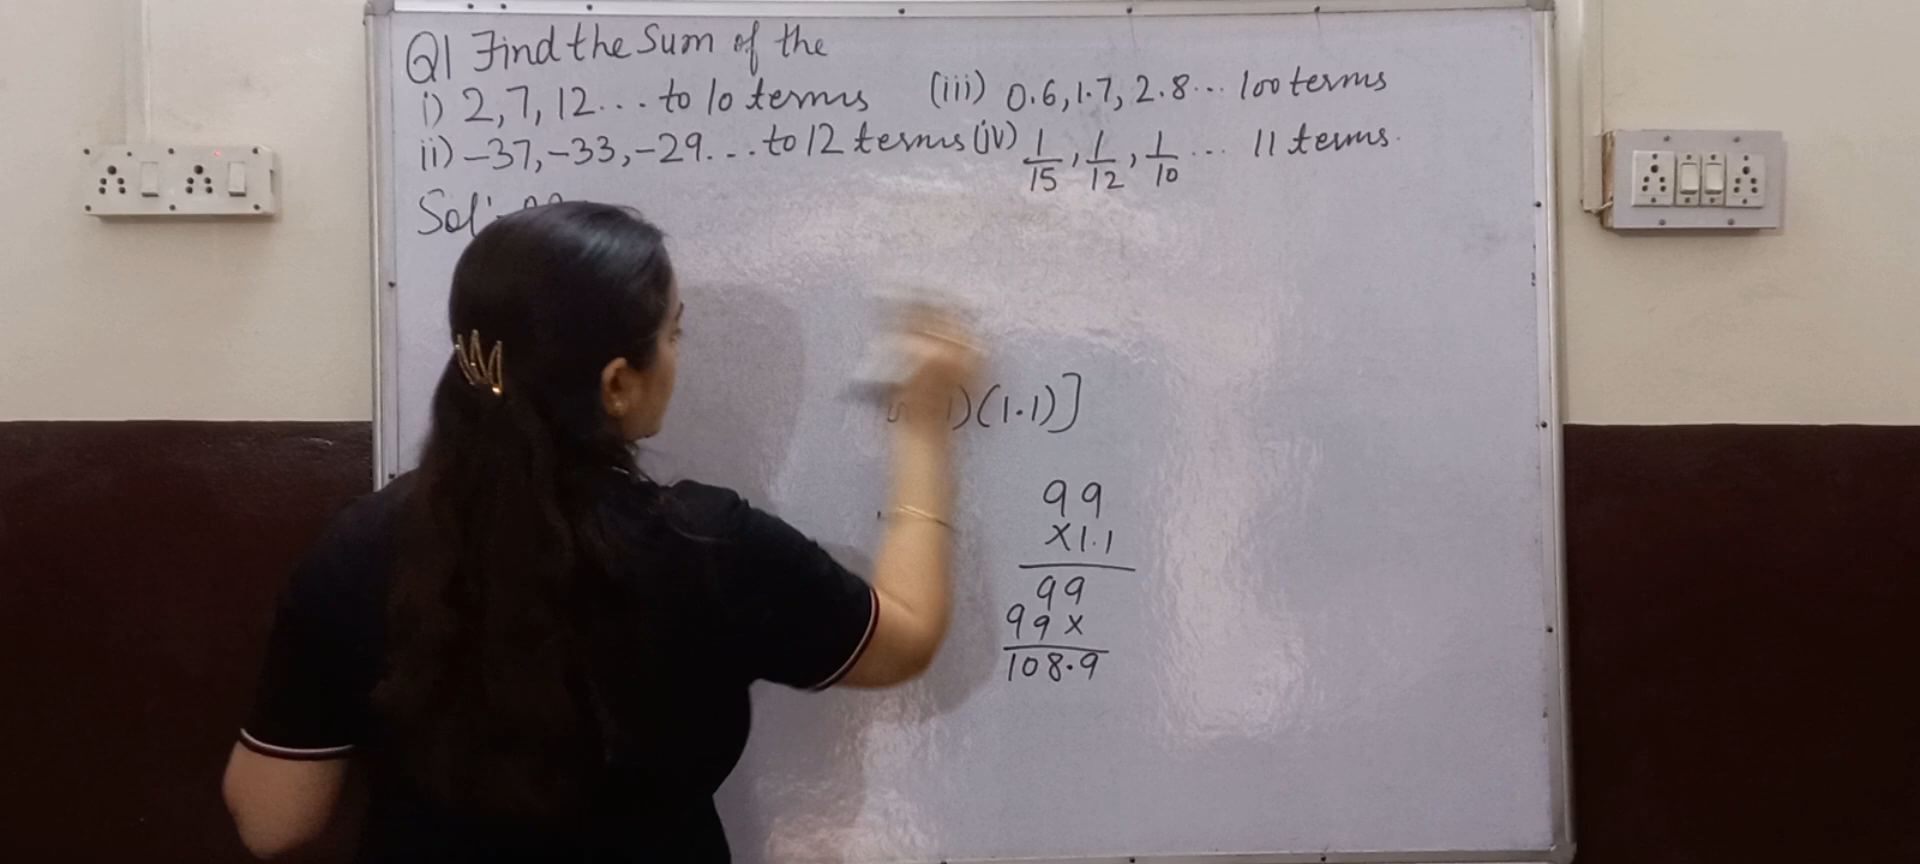 Q1 Find the Sum of the
i) 2, 7, 12... to 10 terms
ii) -37, -33, -29... to 12 terms
(iii) 0.6, 1.7, 2.8... 100 terms
(iv) 1/15, 1/12, 1/10 ... 11 terms.
Sol:-
)(1.1)]
99
x1.1
99
99x
108.9